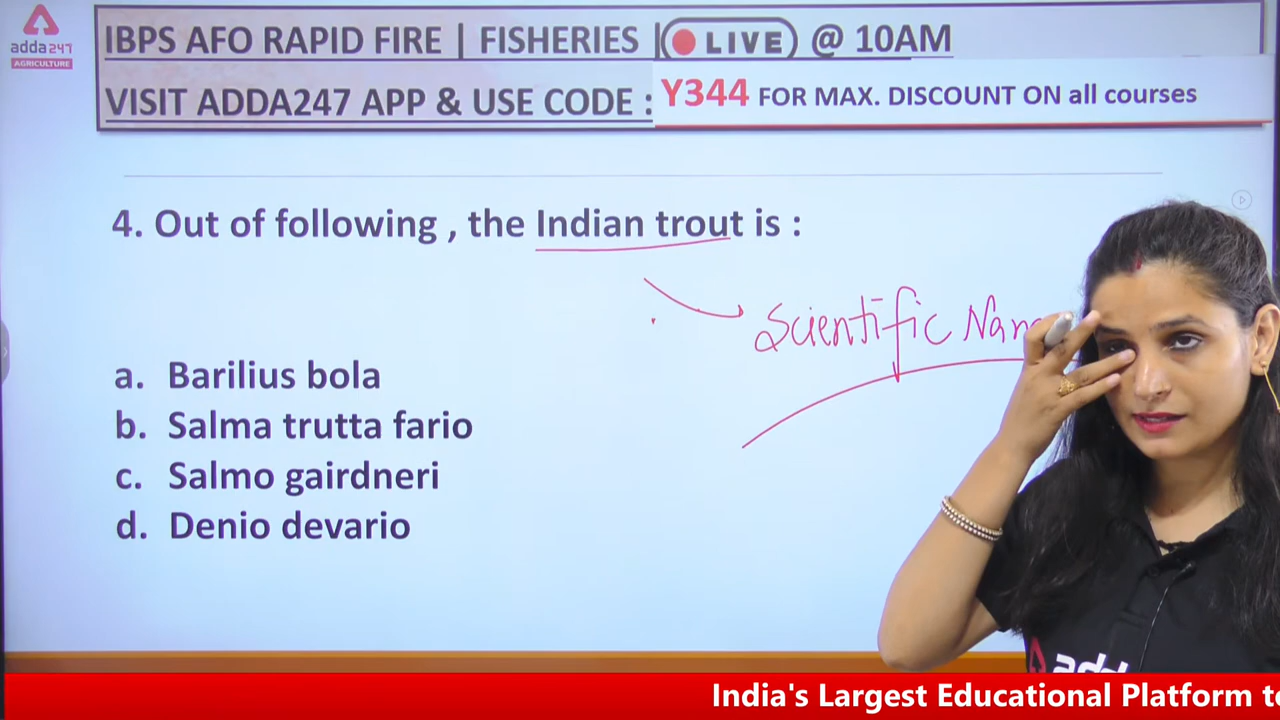 adda247
AGRICULTURE
IBPS AFO RAPID FIRE | FISHERIES | LIVE @ 10AM
VISIT ADDA247 APP & USE CODE : Y344 FOR MAX. DISCOUNT ON all courses
4. Out of following , the Indian trout is :
Scientific
a. Barilius bola
b. Salma trutta fario
c. Salmo gairdneri
d. Denio devario
India's Largest Educational Platform